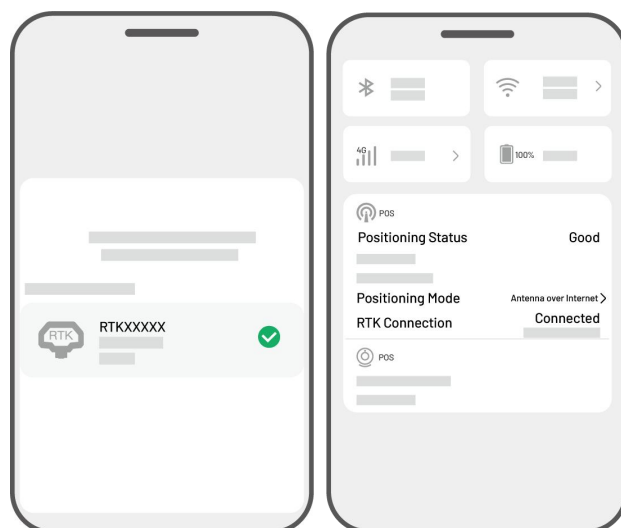 RTK
RTKXXXXX
4G
100%
POS
Positioning Status Good
Positioning Mode Antenna over Internet
RTK Connection Connected
POS